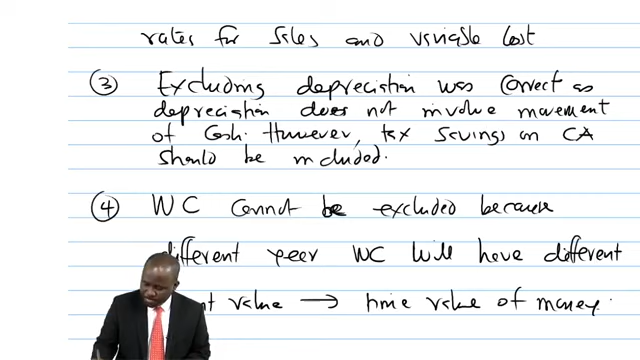 rates for sales and variable cost
③ Excluding depreciation was correct as
depreciation does not involve movement
of cash. However, tax savings on CA
should be included.
④ WC cannot be excluded because
different year WC will have different
value → time value of money.